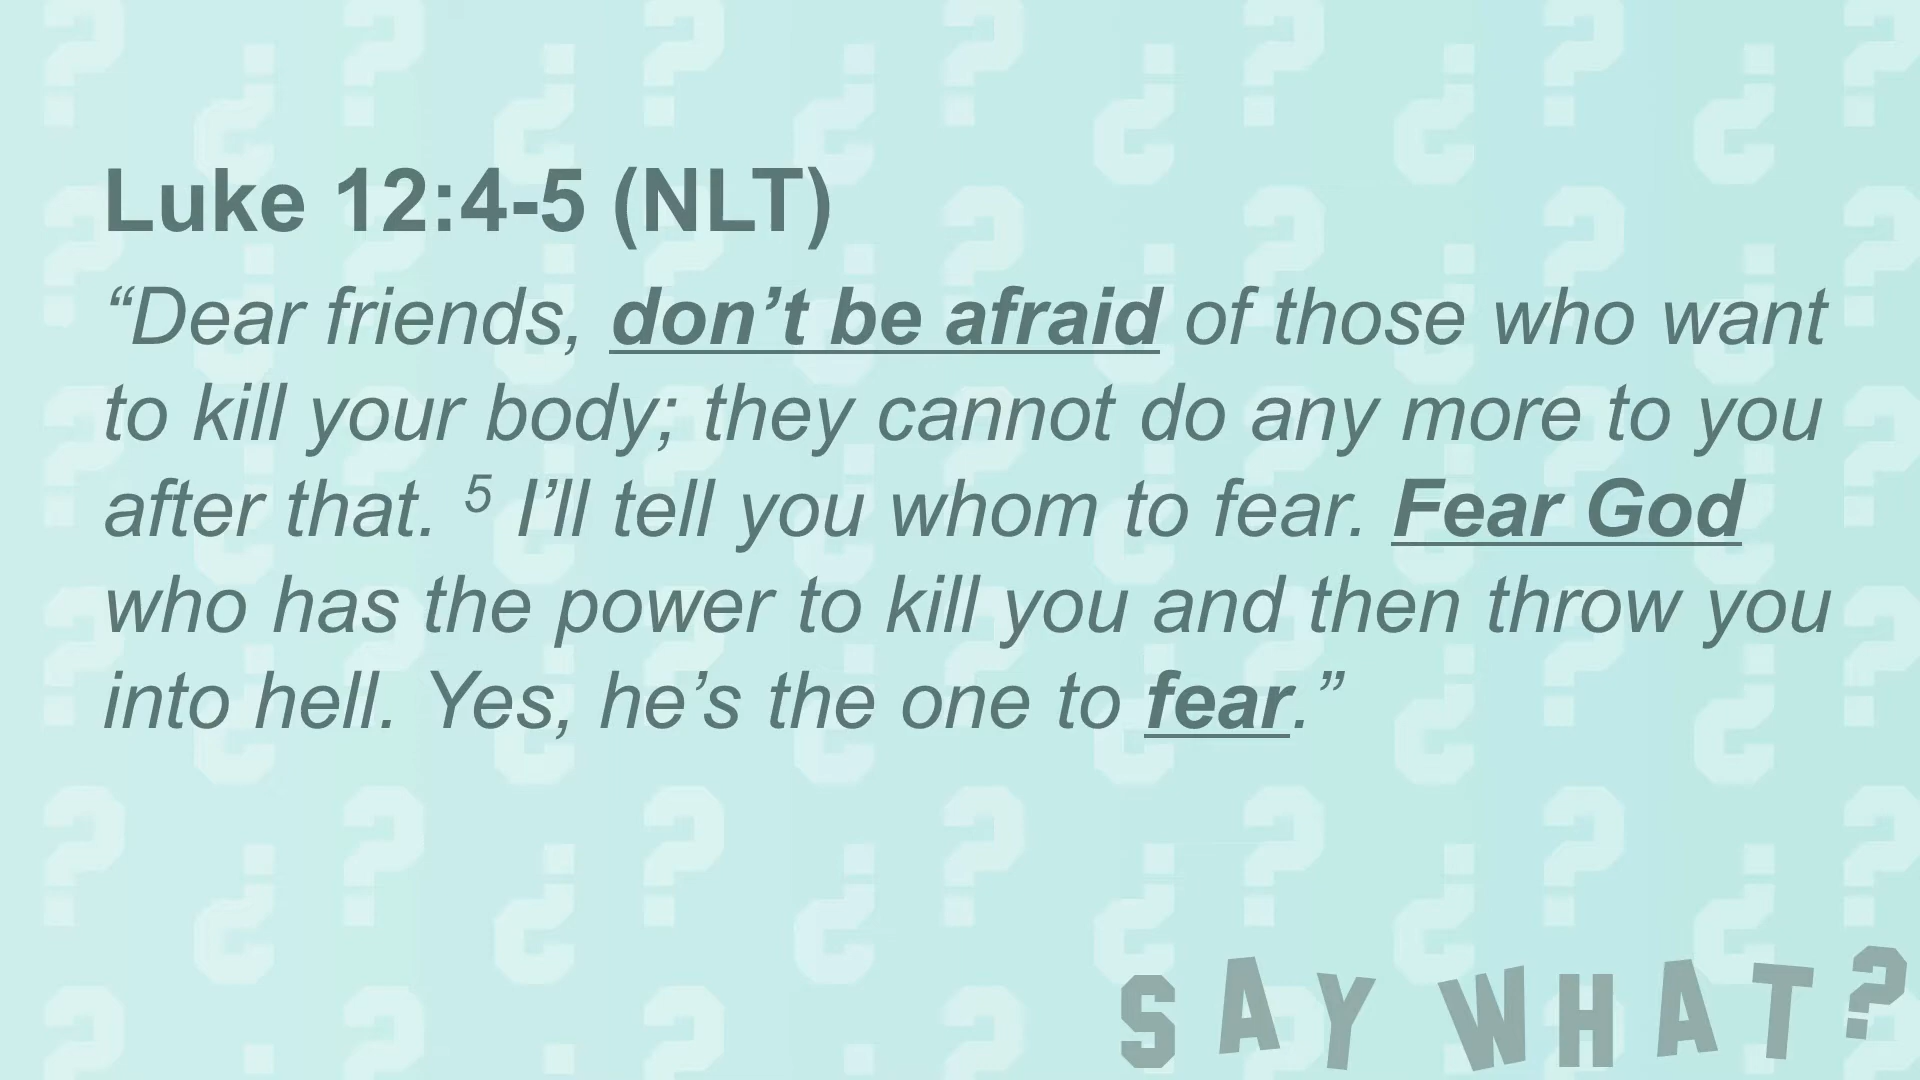 Luke 12:4-5 (NLT)
“Dear friends, don’t be afraid of those who want
to kill your body; they cannot do any more to you
after that. 5 I’ll tell you whom to fear. Fear God
who has the power to kill you and then throw you
into hell. Yes, he’s the one to fear.”
SAY WHAT?